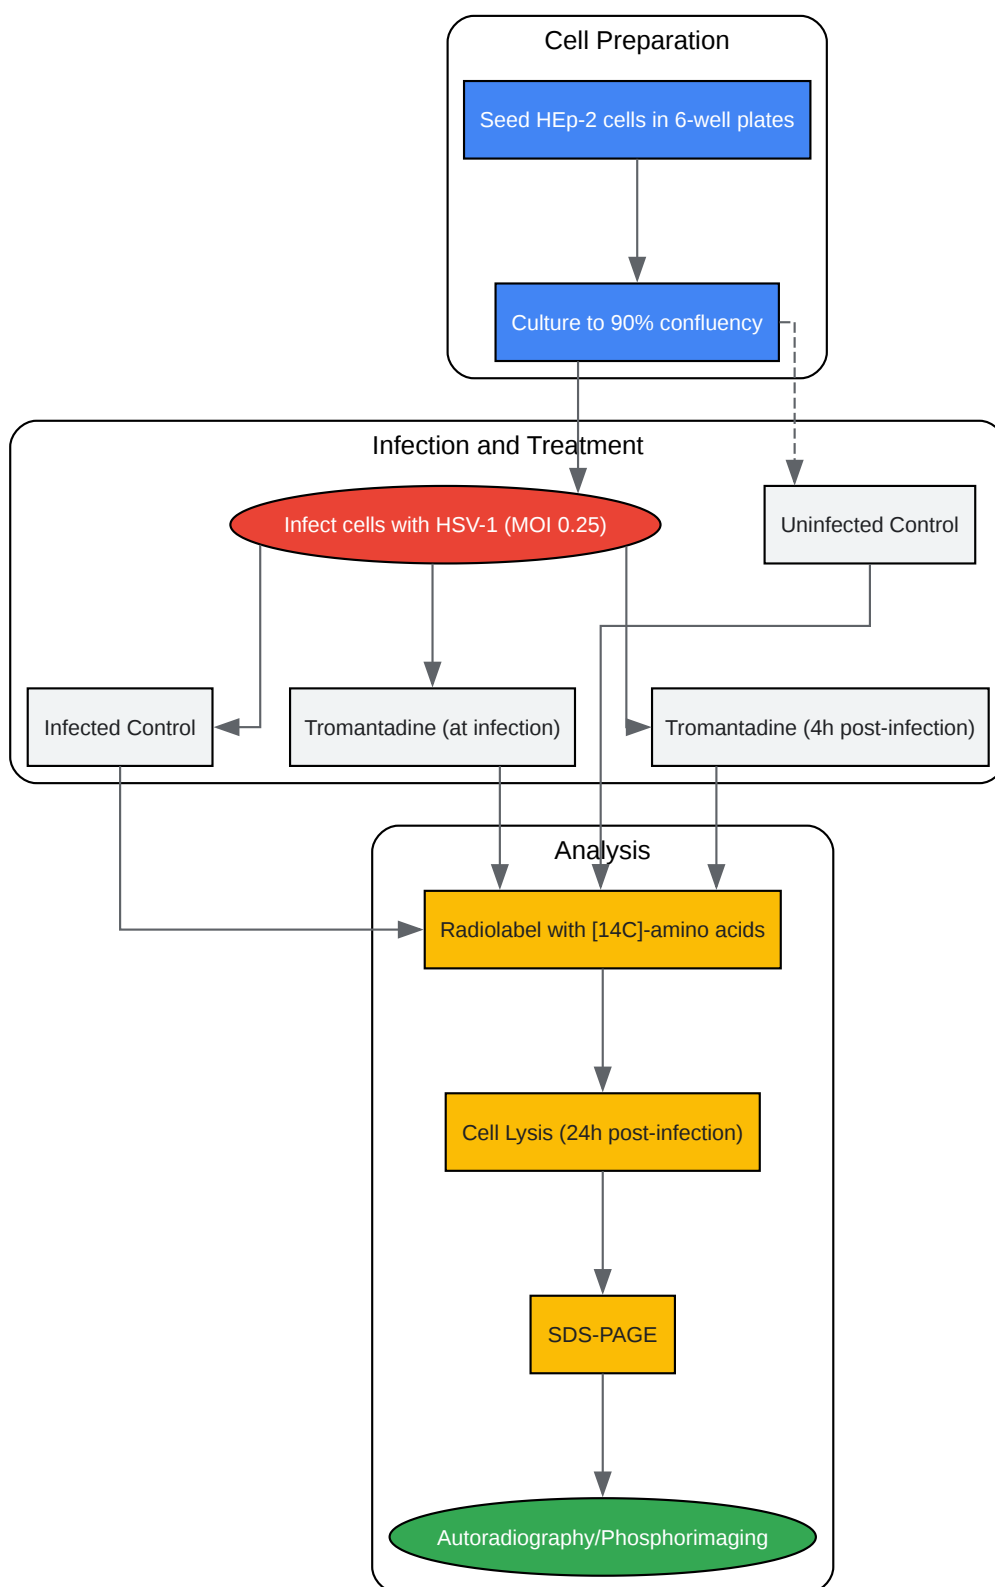 Cell Preparation
Seed HEp-2 cells in 6-well plates
Culture to 90% confluency
Infection and Treatment
Infect cells with HSV-1 (MOI 0.25)
Uninfected Control
Infected Control
Tromantadine (at infection)
Tromantadine (4h post-infection)
Analysis
Radiolabel with [14C]-amino acids
Cell Lysis (24h post-infection)
SDS-PAGE
Autoradiography/Phosphorimaging